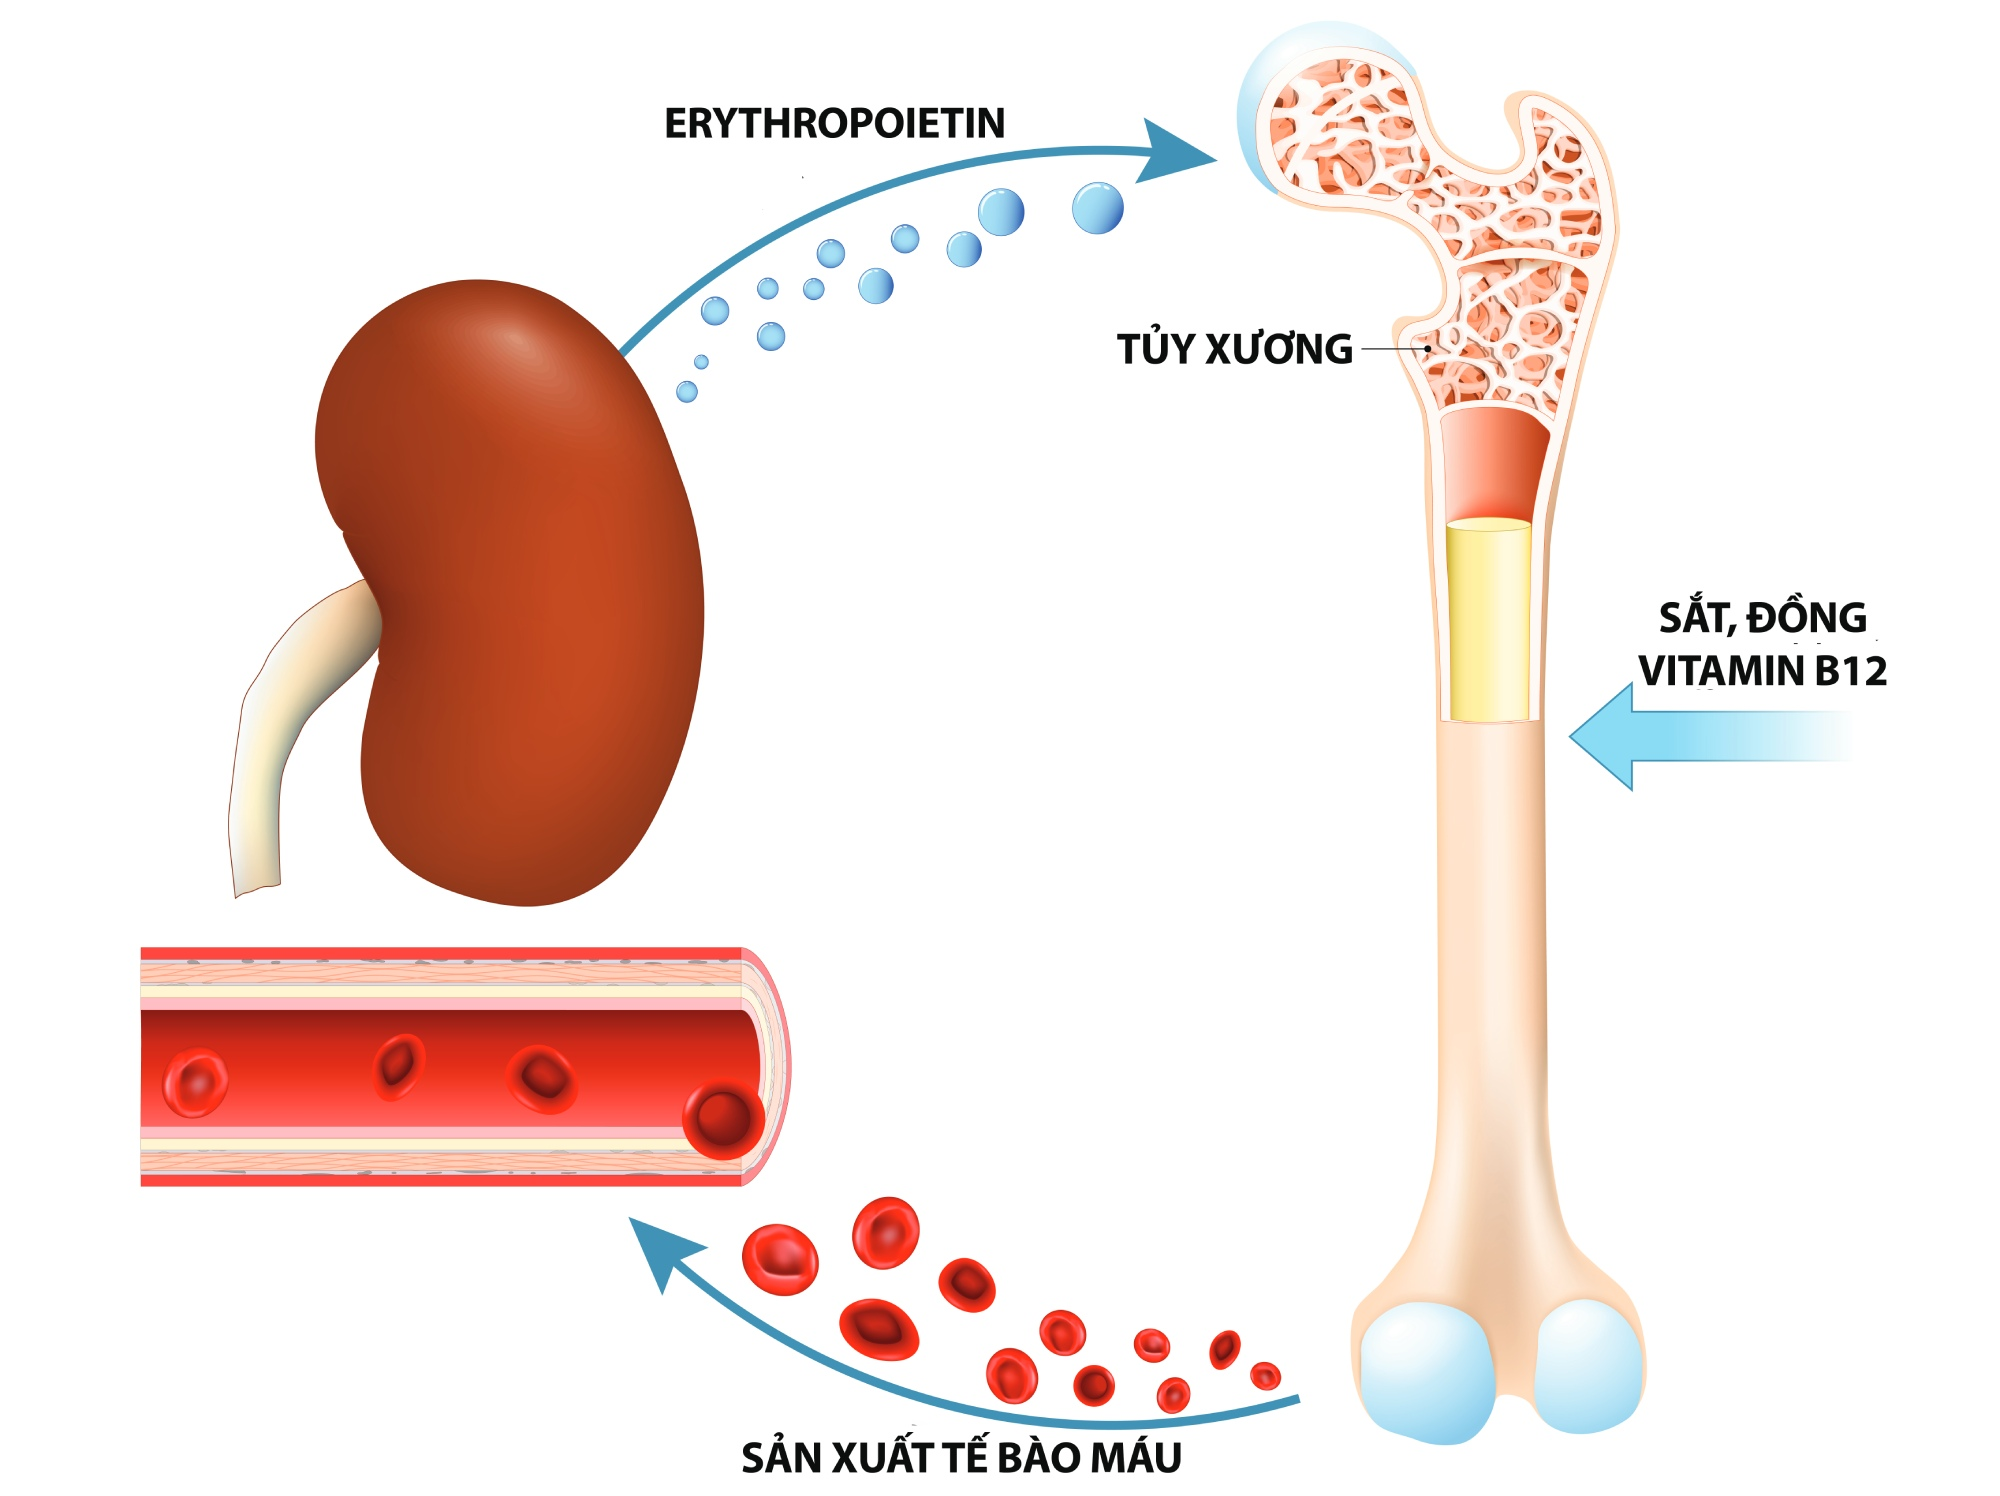 ERYTHROPOIETIN
TỦY XƯƠNG
SẮT, ĐỒNG
VITAMIN B12
SẢN XUẤT TẾ BÀO MÁU